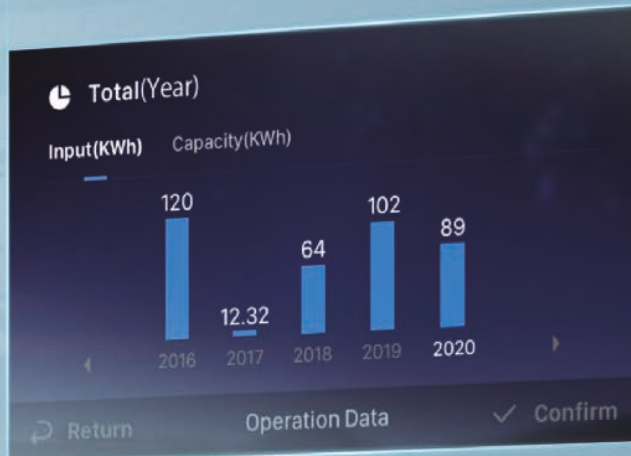 Total(Year)
Input(KWh) Capacity(KWh)
120
12.32
64
102
89
2016 2017 2018 2019 2020
Return Operation Data Confirm